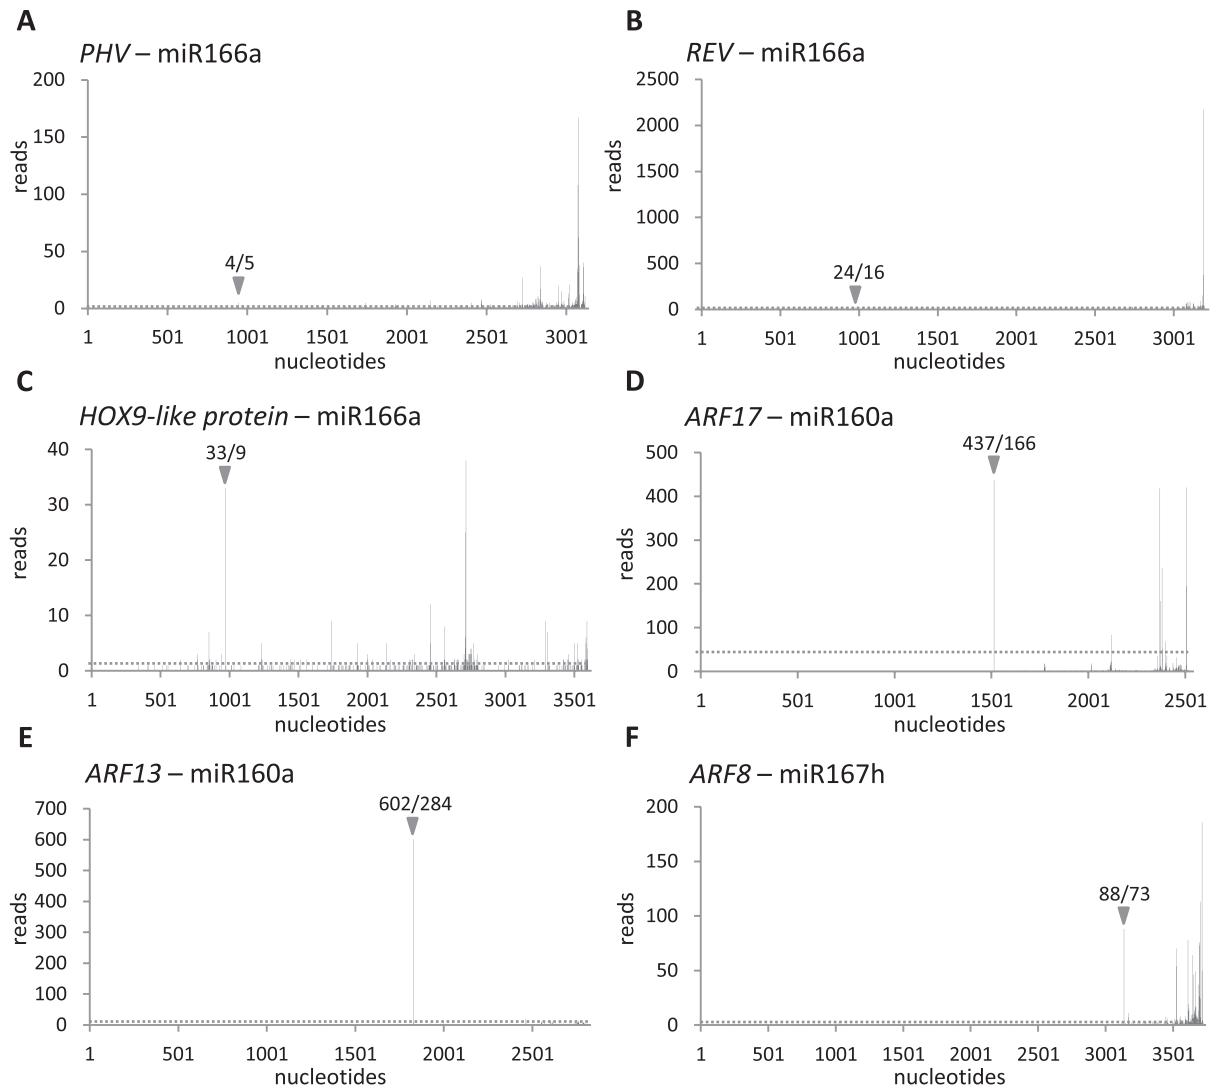 A
PHV – miR166a
200
150
100
50
0
reads
4/5
1 501 1001 1501 2001 2501 3001
nucleotides
B
REV – miR166a
2500
2000
1500
1000
500
0
reads
24/16
1 501 1001 1501 2001 2501 3001
nucleotides
C
HOX9-like protein – miR166a
40
30
20
10
0
reads
33/9
1 501 1001 1501 2001 2501 3001 3501
nucleotides
D
ARF17 – miR160a
500
400
300
200
100
0
reads
437/166
1 501 1001 1501 2001 2501
nucleotides
E
ARF13 – miR160a
700
600
500
400
300
200
100
0
reads
602/284
1 501 1001 1501 2001 2501
nucleotides
F
ARF8 – miR167h
200
150
100
50
0
reads
88/73
1 501 1001 1501 2001 2501 3001 3501
nucleotides